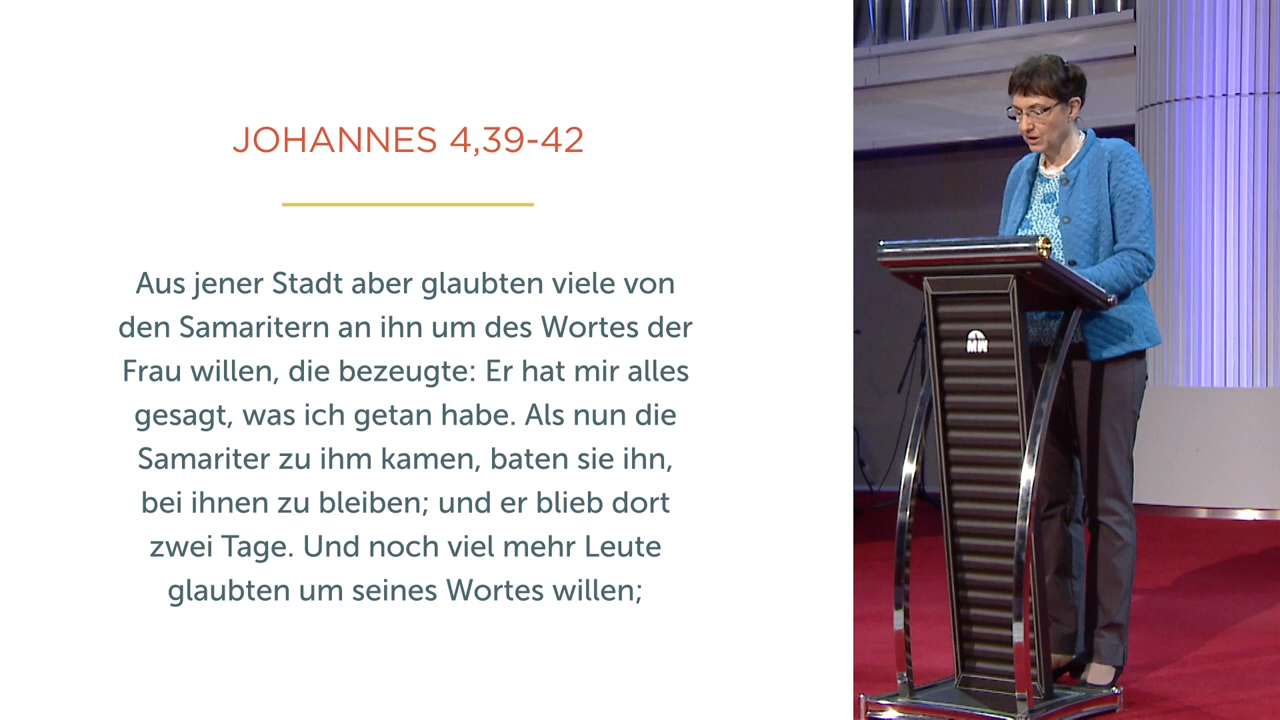 JOHANNES 4,39-42
Aus jener Stadt aber glaubten viele von
den Samaritern an ihn um des Wortes der
Frau willen, die bezeugte: Er hat mir alles
gesagt, was ich getan habe. Als nun die
Samariter zu ihm kamen, baten sie ihn,
bei ihnen zu bleiben; und er blieb dort
zwei Tage. Und noch viel mehr Leute
glaubten um seines Wortes willen;
MW